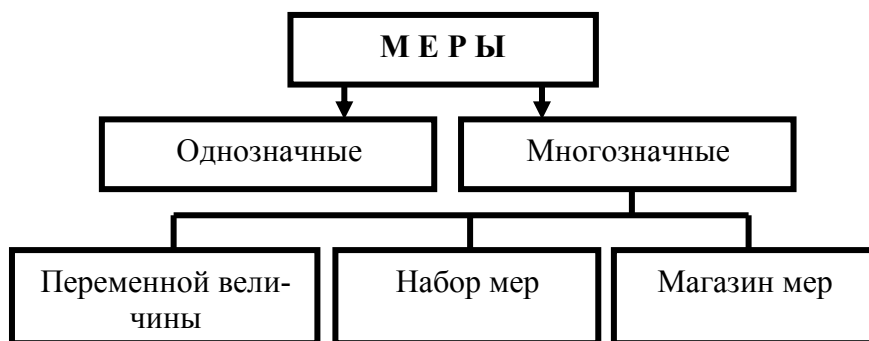 М Е Р Ы
Однозначные
Многозначные
Переменной вели-
чины
Набор мер
Магазин мер